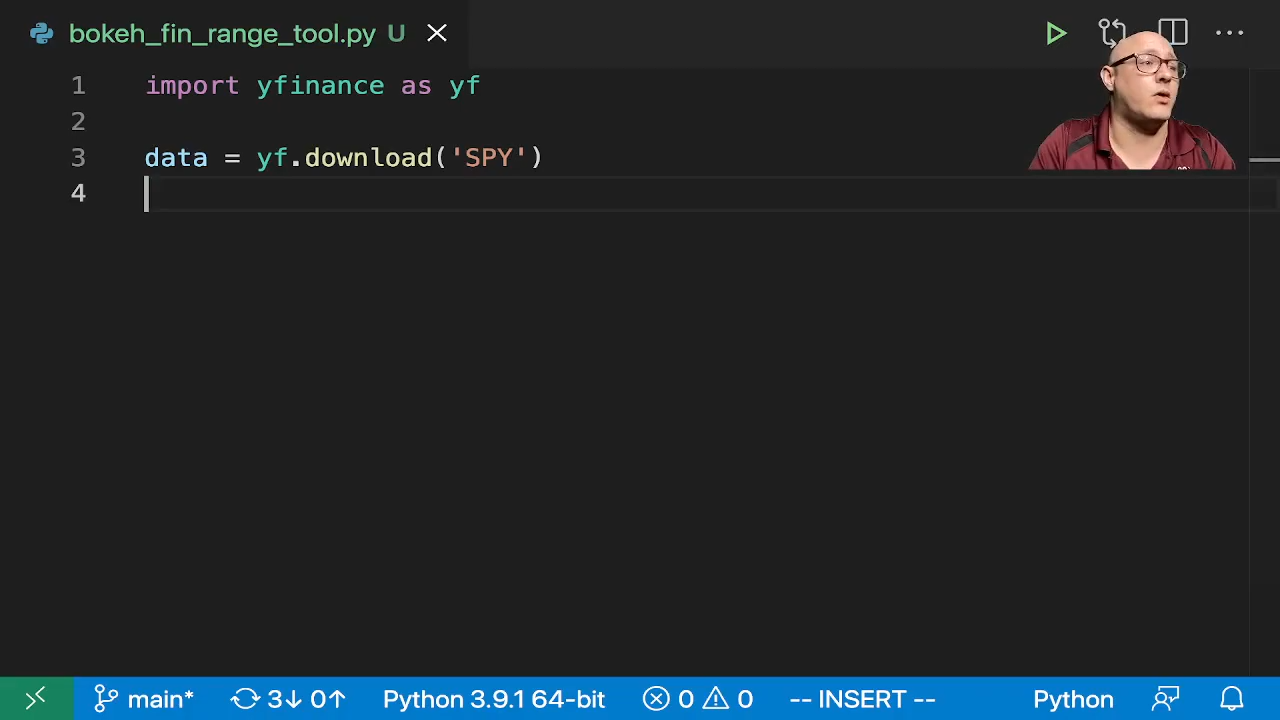 bokeh_fin_range_tool.py U
1 import yfinance as yf
2
3 data = yf.download('SPY')
4
main* 3↓ 0↑ Python 3.9.1 64-bit 0 0 -- INSERT -- Python